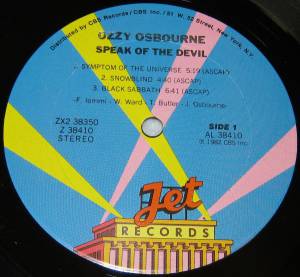 Distributed by CBS Records / CBS Inc. / 51 W. 52 Street, New York, N.Y.
OZZY OSBOURNE
SPEAK OF THE DEVIL
1. SYMPTOM OF THE UNIVERSE 5:19 (ASCAP)
2. SNOWBLIND 4:40 (ASCAP)
3. BLACK SABBATH 6:41 (ASCAP)
-F. Iommi - W. Ward - T. Butler - J. Osbourne-
ZX2 38350
Z 38410
STEREO
SIDE 1
AL 38410
℗ 1982 CBS Inc.
Jet
RECORDS